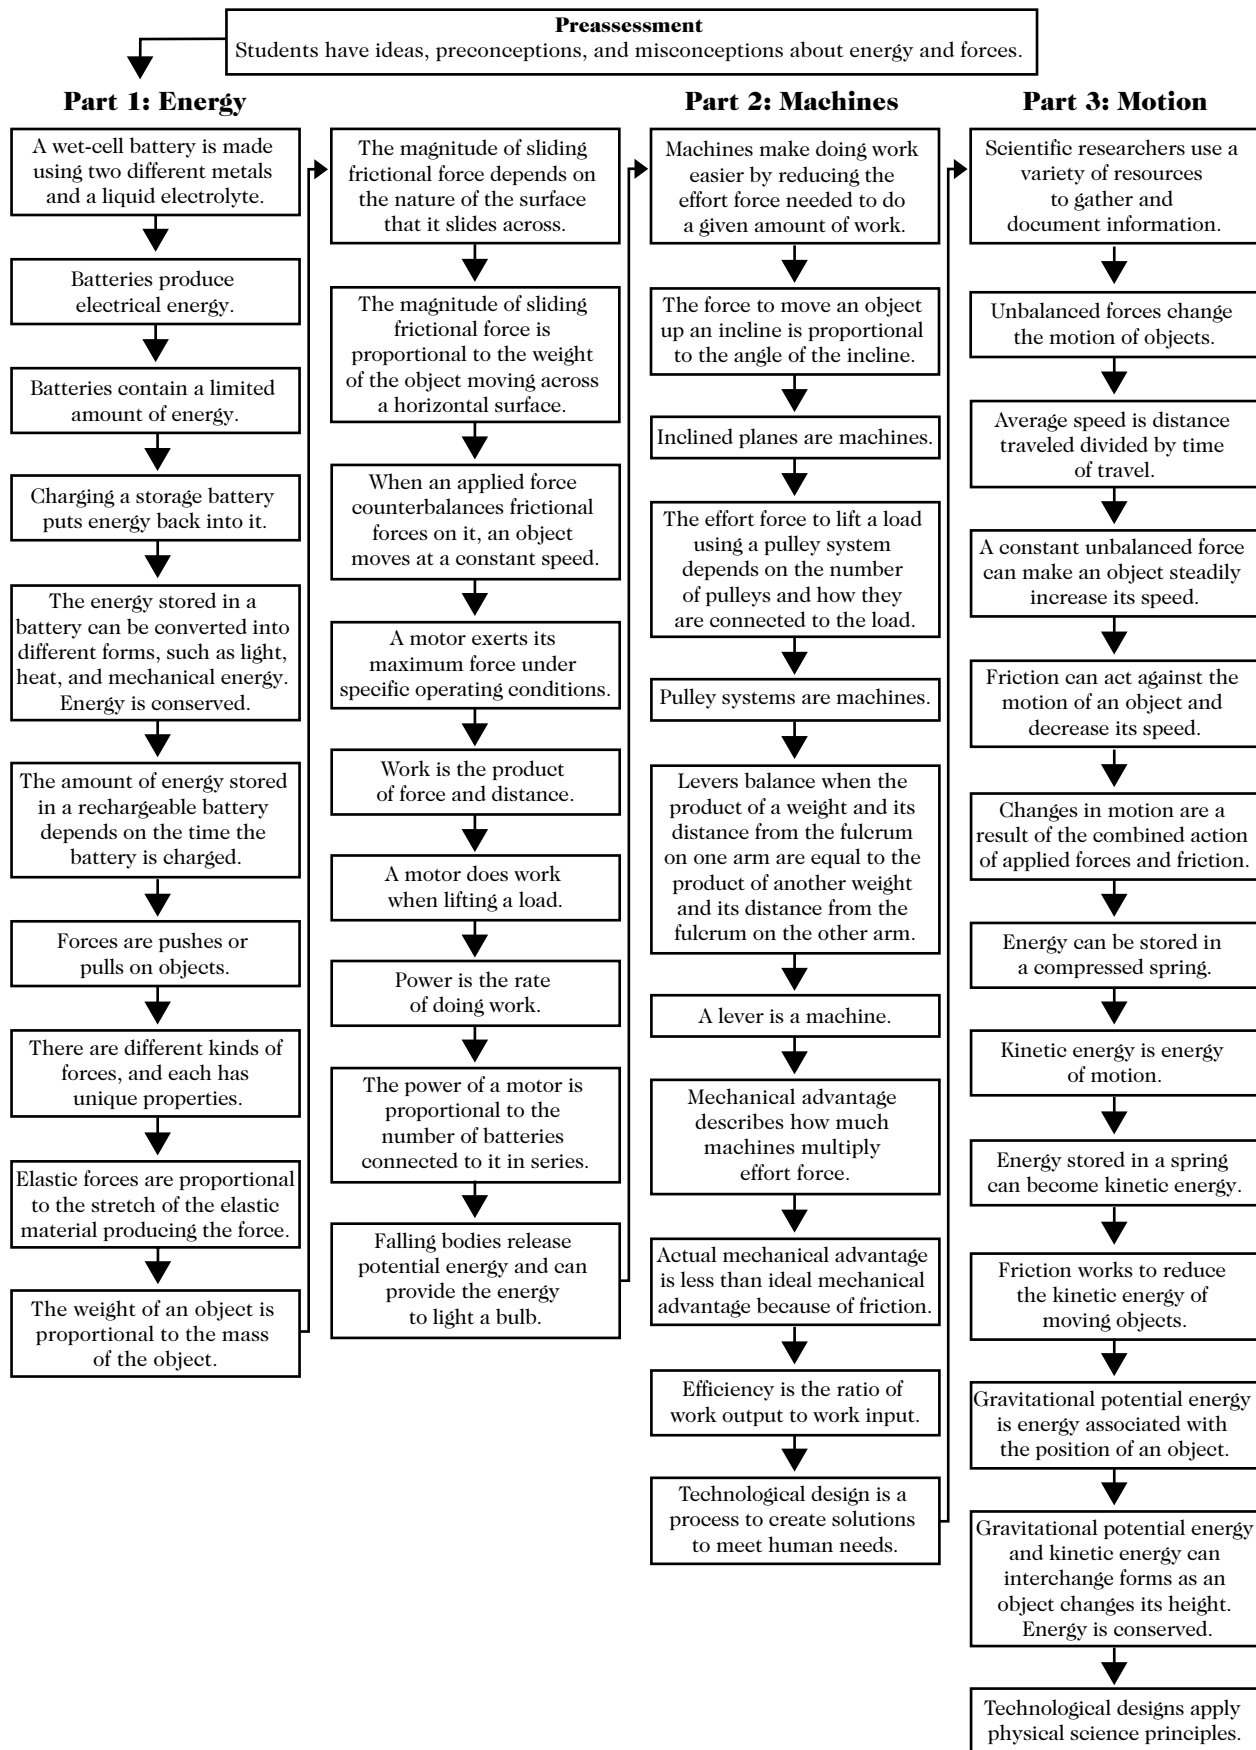 Preassessment
Students have ideas, preconceptions, and misconceptions about energy and forces.
Part 1: Energy
A wet-cell battery is made
using two different metals
and a liquid electrolyte.
Batteries produce
electrical energy.
Batteries contain a limited
amount of energy.
Charging a storage battery
puts energy back into it.
The energy stored in a
battery can be converted into
different forms, such as light,
heat, and mechanical energy.
Energy is conserved.
The amount of energy stored
in a rechargeable battery
depends on the time the
battery is charged.
Forces are pushes or
pulls on objects.
There are different kinds of
forces, and each has
unique properties.
Elastic forces are proportional
to the stretch of the elastic
material producing the force.
The weight of an object is
proportional to the mass
of the object.
The magnitude of sliding
frictional force depends on
the nature of the surface
that it slides across.
The magnitude of sliding
frictional force is
proportional to the weight
of the object moving across
a horizontal surface.
When an applied force
counterbalances frictional
forces on it, an object
moves at a constant speed.
A motor exerts its
maximum force under
specific operating conditions.
Work is the product
of force and distance.
A motor does work
when lifting a load.
Power is the rate
of doing work.
The power of a motor is
proportional to the
number of batteries
connected to it in series.
Falling bodies release
potential energy and can
provide the energy
to light a bulb.
Part 2: Machines
Machines make doing work
easier by reducing the
effort force needed to do
a given amount of work.
The force to move an object
up an incline is proportional
to the angle of the incline.
Inclined planes are machines.
The effort force to lift a load
using a pulley system
depends on the number
of pulleys and how they
are connected to the load.
Pulley systems are machines.
Levers balance when the
product of a weight and its
distance from the fulcrum
on one arm are equal to the
product of another weight
and its distance from the
fulcrum on the other arm.
A lever is a machine.
Mechanical advantage
describes how much
machines multiply
effort force.
Actual mechanical advantage
is less than ideal mechanical
advantage because of friction.
Efficiency is the ratio of
work output to work input.
Technological design is a
process to create solutions
to meet human needs.
Part 3: Motion
Scientific researchers use a
variety of resources
to gather and
document information.
Unbalanced forces change
the motion of objects.
Average speed is distance
traveled divided by time
of travel.
A constant unbalanced force
can make an object steadily
increase its speed.
Friction can act against the
motion of an object and
decrease its speed.
Changes in motion are a
result of the combined action
of applied forces and friction.
Energy can be stored in
a compressed spring.
Kinetic energy is energy
of motion.
Energy stored in a spring
can become kinetic energy.
Friction works to reduce
the kinetic energy of
moving objects.
Gravitational potential energy
is energy associated with
the position of an object.
Gravitational potential energy
and kinetic energy can
interchange forms as an
object changes its height.
Energy is conserved.
Technological designs apply
physical science principles.